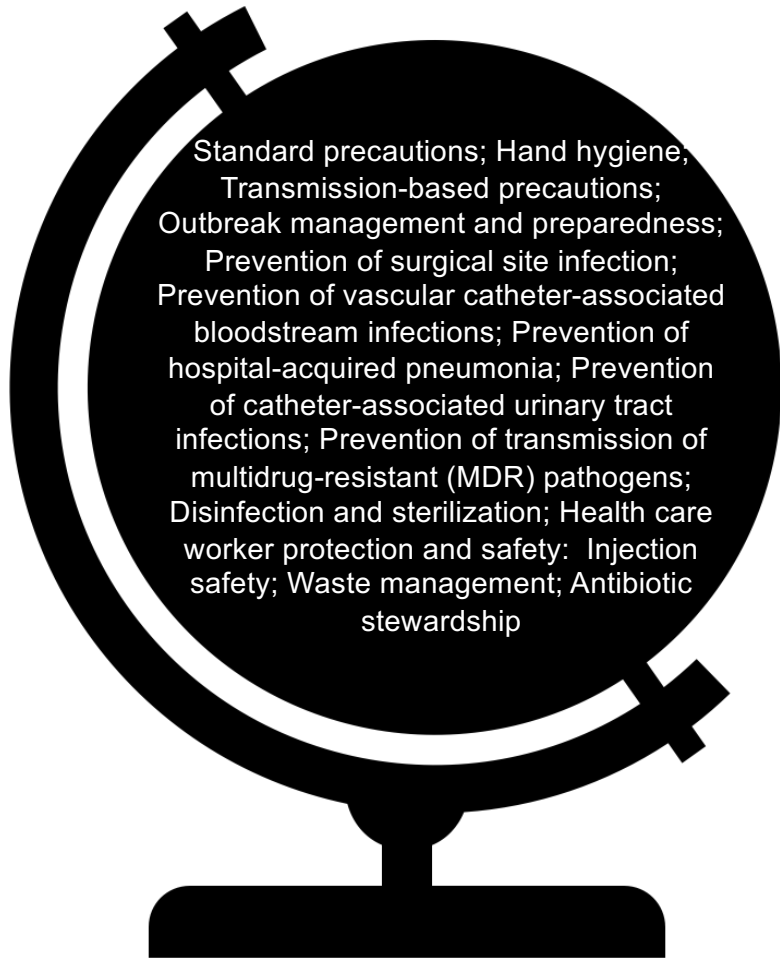 Standard precautions; Hand hygiene;
Transmission-based precautions;
Outbreak management and preparedness;
Prevention of surgical site infection;
Prevention of vascular catheter-associated
bloodstream infections; Prevention of
hospital-acquired pneumonia; Prevention
of catheter-associated urinary tract
infections; Prevention of transmission of
multidrug-resistant (MDR) pathogens;
Disinfection and sterilization; Health care
worker protection and safety:  Injection
safety; Waste management; Antibiotic
stewardship